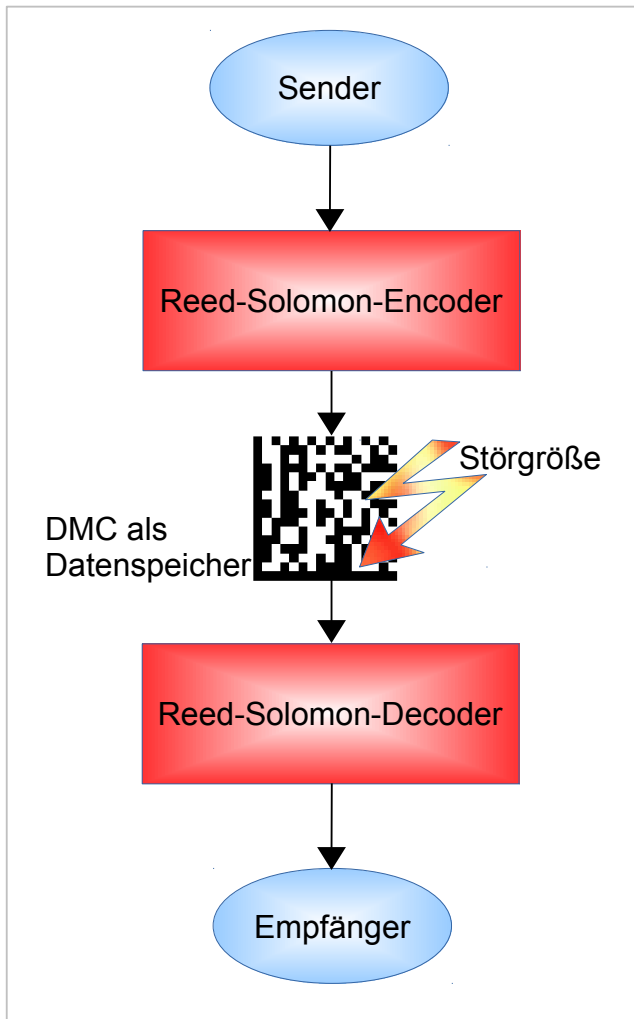 Sender
Reed-Solomon-Encoder
Störgröße
DMC als
Datenspeicher
Reed-Solomon-Decoder
Empfänger